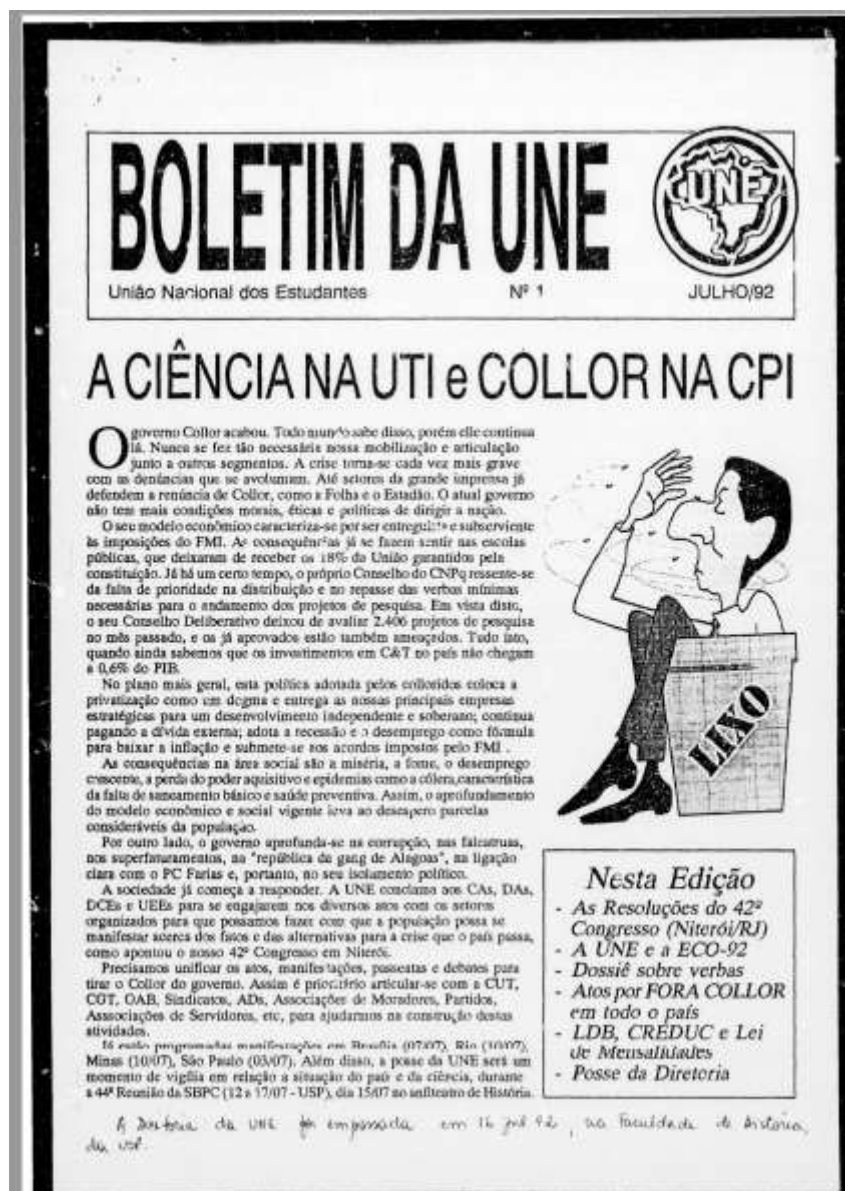 BOLETIM DA UNE
UNE
União Nacional dos Estudantes Nº 1 JULHO/92
A CIÊNCIA NA UTI e COLLOR NA CPI
O governo Collor acabou. Todo mundo sabe disso, porém elle continua
lá. Nunca se fez tão necessária nossa mobilização e articulação
junto a outros segmentos. A crise torna-se cada vez mais grave
com as denúncias que se avolumam. Até setores da grande imprensa já
defendem a renúncia de Collor, como a Folha e o Estadão. O atual governo
não tem mais condições morais, éticas e políticas de dirigir a nação.
O seu modelo econômico caracteriza-se por ser entreguista e subserviente
às imposições do FMI. As consequências já se fazem sentir nas escolas
públicas, que deixaram de receber os 18% da União garantidos pela
constituição. Já há um certo tempo, o próprio Conselho do CNPq ressente-se
da falta de prioridade na distribuição e no repasse das verbas mínimas
necessárias para o andamento dos projetos de pesquisa. Em vista disto,
o seu Conselho Deliberativo deixou de avaliar 2.406 projetos de pesquisa
no mês passado, e os já aprovados estão também ameaçados. Tudo isto,
quando ainda sabemos que os investimentos em C&T no país não chegam
a 0,6% do PIB.
No plano mais geral, esta política adotada pelos colloridos coloca a
privatização como um dogma e entrega as nossas principais empresas
estratégicas para um desenvolvimento independente e soberano; continua
pagando a dívida externa; adota a recessão e o desemprego como fórmula
para baixar a inflação e submete-se aos acordos impostos pelo FMI .
As consequências na área social são a miséria, a fome, o desemprego
crescente, a perda do poder aquisitivo e epidemias como a cólera,característica
da falta de saneamento básico e saúde preventiva. Assim, o aprofundamento
do modelo econômico e social vigente leva ao desespero parcelas
consideráveis da população.
Por outro lado, o governo aprofunda-se na corrupção, nas falcatruas,
nos superfaturamentos, na "república da gang de Alagoas", na ligação
clara com o PC Farias e, portanto, no seu isolamento político.
A sociedade já começa a responder. A UNE conclama aos CAs, DAs,
DCEs e UEEs para se engajarem nos diversos atos com os setores
organizados para que possamos fazer com que a população possa se
manifestar acerca dos fatos e das alternativas para a crise que o país passa,
como apontou o nosso 42º Congresso em Niterói.
Precisamos unificar os atos, manifestações, passeatas e debates para
tirar o Collor do governo. Assim é prioritário articular-se com a CUT,
CGT, OAB, Sindicatos, ADs, Associações de Moradores, Partidos,
Asssociações de Servidores, etc, para ajudarmos na construção destas
atividades.
Já estão programadas manifestações em Brasília (07/07), Rio (10/07),
Minas (10/07), São Paulo (03/07). Além disso, a posse da UNE será um
momento de vigília em relação a situação do país e da ciência, durante
a 44ª Reunião da SBPC (12 a 17/07 - USP), dia 15/07 no anfiteatro de História.
LIXO
Nesta Edição
- As Resoluções do 42º
Congresso (Niterói/RJ)
- A UNE e a ECO-92
- Dossiê sobre verbas
- Atos por FORA COLLOR
em todo o país
- LDB, CREDUC e Lei
de Mensalidades
- Posse da Diretoria
A Diretoria da UNE foi empossada em 16 jul 92, na Faculdade de História,
da USP.